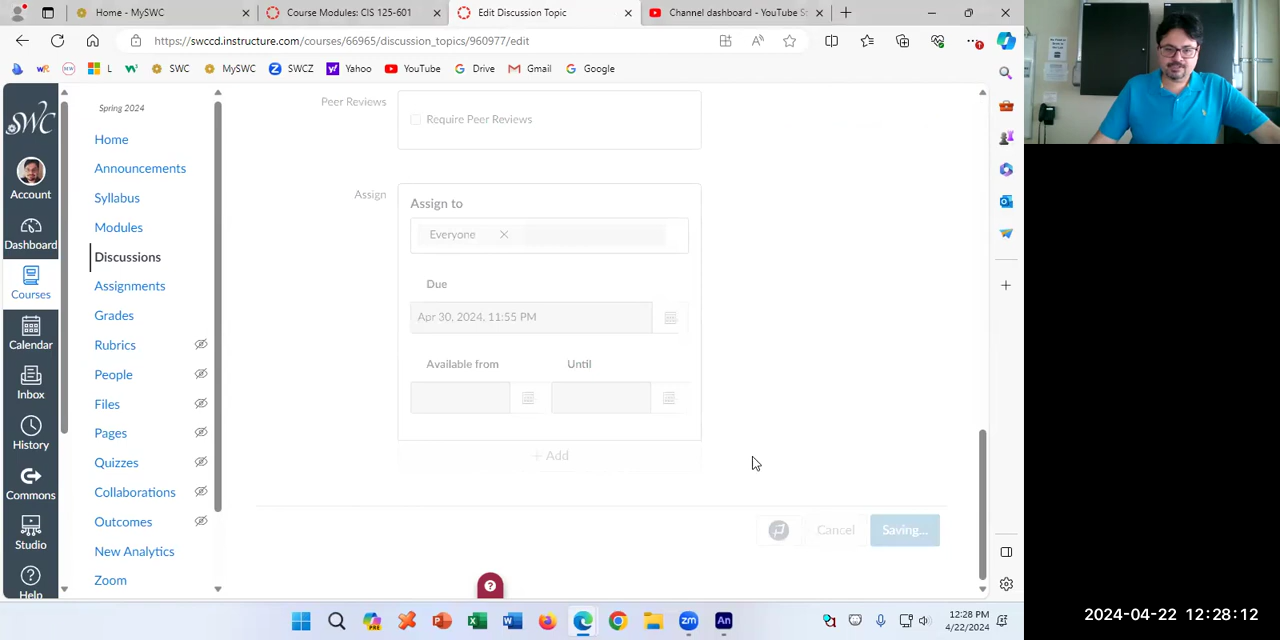 Home - MySWC
Course Modules: CIS 125-601
Edit Discussion Topic
Channel dashboard - YouTube S
https://swccd.instructure.com/courses/66965/discussion_topics/960977/edit
L
SWC
MySWC
SWCZ
YoYoo
YouTube
Drive
Gmail
Google
SWC
Account
Dashboard
Courses
Calendar
Inbox
History
Commons
Studio
Help
Spring 2024
Home
Announcements
Syllabus
Modules
Discussions
Assignments
Grades
Rubrics
People
Files
Pages
Quizzes
Collaborations
Outcomes
New Analytics
Zoom
Peer Reviews
Require Peer Reviews
Assign
Assign to
Everyone
Due
Apr 30, 2024, 11:55 PM
Available from
Until
+ Add
Cancel
Saving...
12:28 PM
4/22/2024
2024-04-22 12:28:12